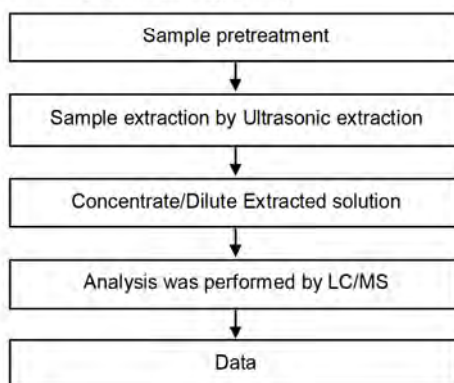 Sample pretreatment
Sample extraction by Ultrasonic extraction
Concentrate/Dilute Extracted solution
Analysis was performed by LC/MS
Data